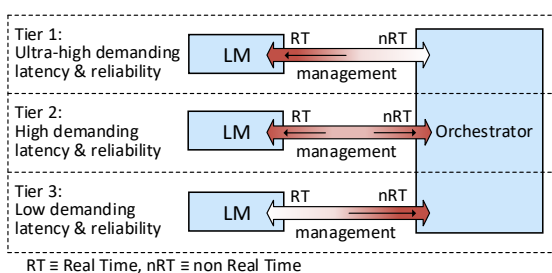 Tier 1:
Ultra-high demanding
latency & reliability
LM
RT
nRT
management
Tier 2:
High demanding
latency & reliability
LM
RT
nRT
management
Orchestrator
Tier 3:
Low demanding
latency & reliability
LM
RT
nRT
management
RT ≡ Real Time, nRT ≡ non Real Time